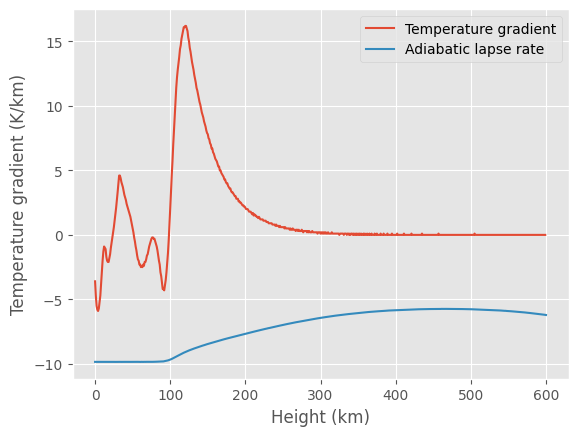 Temperature gradient (K/km)
15
10
5
0
−5
−10
Temperature gradient
Adiabatic lapse rate
0 100 200 300 400 500 600
Height (km)